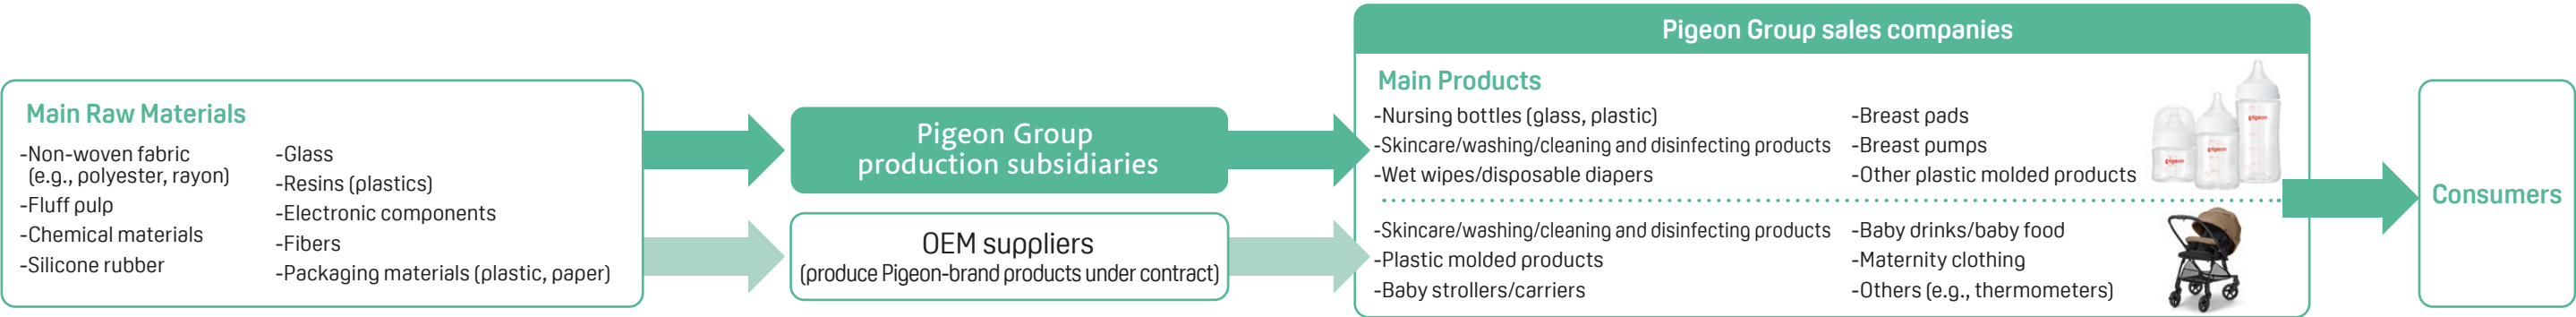 Main Raw Materials
-Non-woven fabric
(e.g., polyester, rayon)
-Fluff pulp
-Chemical materials
-Silicone rubber
-Glass
-Resins (plastics)
-Electronic components
-Fibers
-Packaging materials (plastic, paper)
Pigeon Group
production subsidiaries
OEM suppliers
(produce Pigeon-brand products under contract)
Pigeon Group sales companies
Main Products
-Nursing bottles (glass, plastic)
-Skincare/washing/cleaning and disinfecting products
-Wet wipes/disposable diapers
-Breast pads
-Breast pumps
-Other plastic molded products
pigeon
pigeon
pigeon
-Skincare/washing/cleaning and disinfecting products
-Plastic molded products
-Baby strollers/carriers
-Baby drinks/baby food
-Maternity clothing
-Others (e.g., thermometers)
Consumers